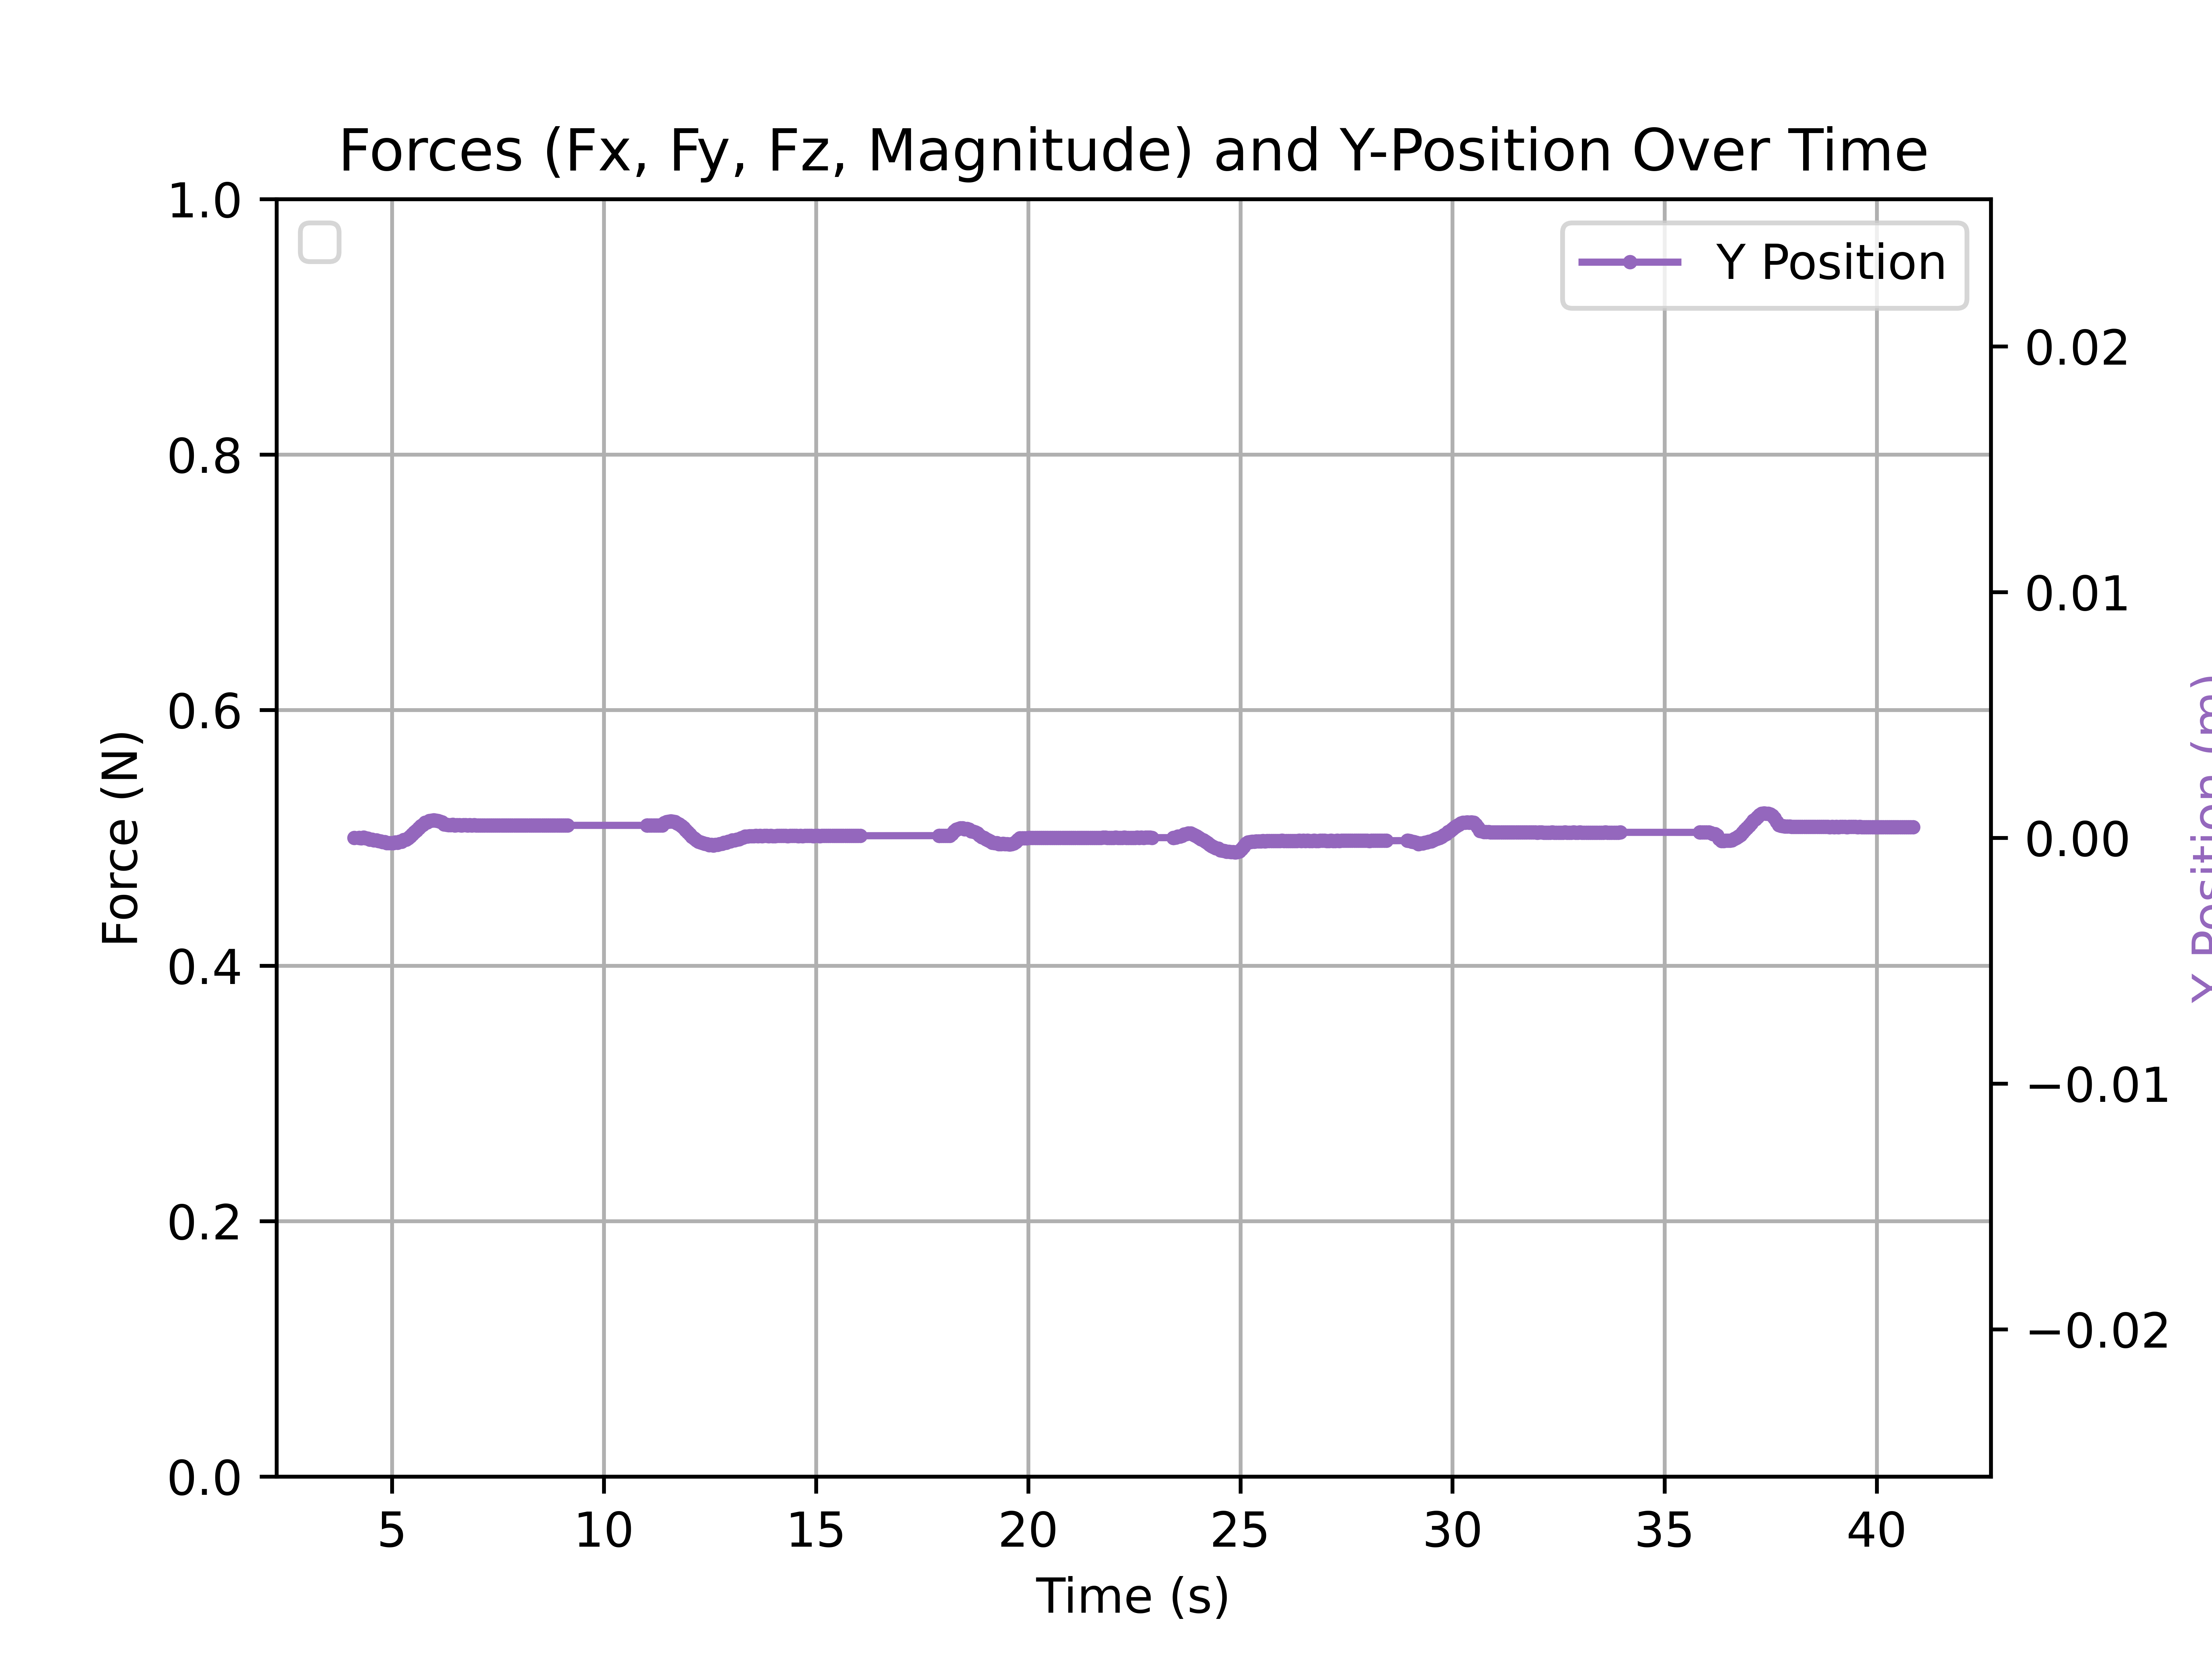 Forces (Fx, Fy, Fz, Magnitude) and Y-Position Over Time
Y Position
1.0
0.8
0.6
0.4
0.2
0.0
Force (N)
5 10 15 20 25 30 35 40
Time (s)
0.02
0.01
0.00
−0.01
−0.02
Y Position (m)